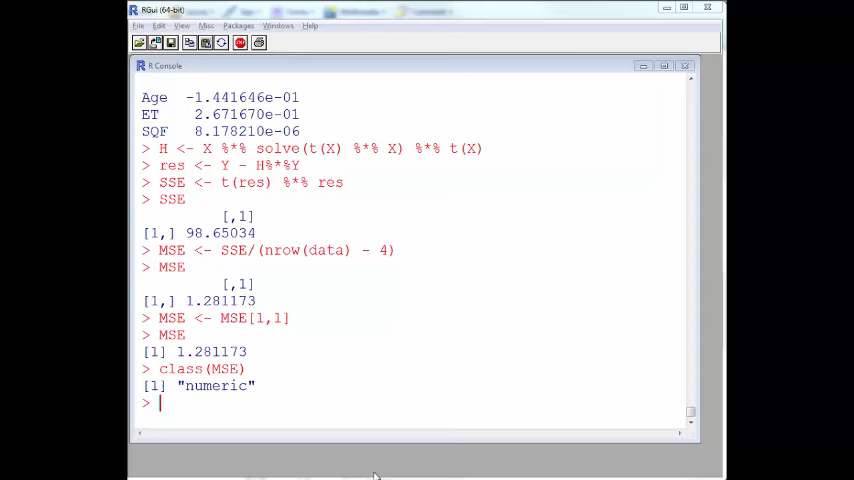 RGui (64-bit)
File Edit View Misc Packages Windows Help
STOP
R Console
Age -1.441646e-01
ET 2.671670e-01
SQF 8.178210e-06
> H <- X %*% solve(t(X) %*% X) %*% t(X)
> res <- Y - H%*%Y
> SSE <- t(res) %*% res
> SSE
[,1]
[1,] 98.65034
> MSE <- SSE/(nrow(data) - 4)
> MSE
[,1]
[1,] 1.281173
> MSE <- MSE[1,1]
> MSE
[1] 1.281173
> class(MSE)
[1] "numeric"
>